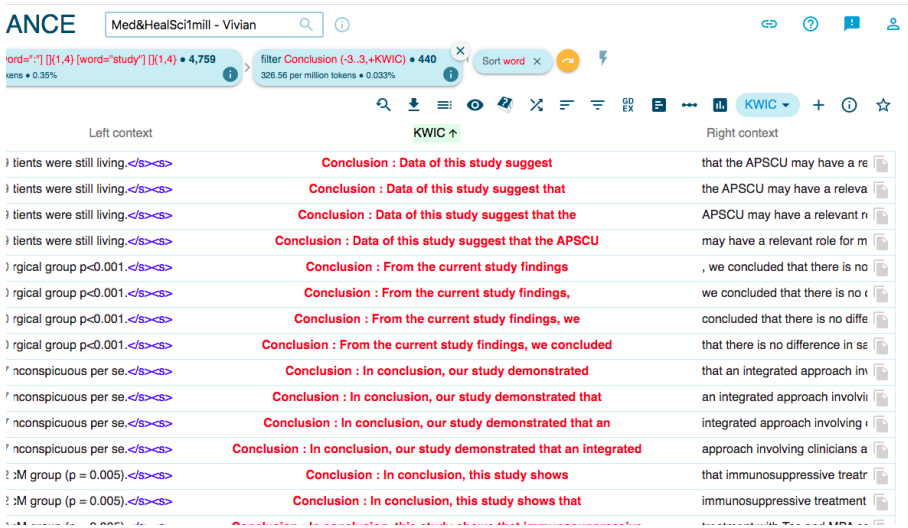 ANCE Med&HealSci1mill - Vivian
vord=":"] []{1,4} [word="study"] []{1,4} ● 4,759 filter Conclusion (-3..3,+KWIC) ● 440 Sort word
kens ● 0.35% 326.56 per million tokens ● 0.033%
GD EX KWIC
Left context KWIC Right context
tients were still living.</s><s> Conclusion : Data of this study suggest that the APSCU may have a re
tients were still living.</s><s> Conclusion : Data of this study suggest that the APSCU may have a releva
tients were still living.</s><s> Conclusion : Data of this study suggest that the APSCU may have a relevant r
tients were still living.</s><s> Conclusion : Data of this study suggest that the APSCU may have a relevant role for m
rgical group p<0.001.</s><s> Conclusion : From the current study findings , we concluded that there is no
rgical group p<0.001.</s><s> Conclusion : From the current study findings, we concluded that there is no
rgical group p<0.001.</s><s> Conclusion : From the current study findings, we concluded that there is no diffe
rgical group p<0.001.</s><s> Conclusion : From the current study findings, we concluded that there is no difference in sa
nconspicuous per se.</s><s> Conclusion : In conclusion, our study demonstrated that an integrated approach inv
nconspicuous per se.</s><s> Conclusion : In conclusion, our study demonstrated that an integrated approach involvi
nconspicuous per se.</s><s> Conclusion : In conclusion, our study demonstrated that an integrated approach involving
nconspicuous per se.</s><s> Conclusion : In conclusion, our study demonstrated that an integrated approach involving clinicians a
:M group (p = 0.005).</s><s> Conclusion : In conclusion, this study shows that immunosuppressive treatr
:M group (p = 0.005).</s><s> Conclusion : In conclusion, this study shows that immunosuppressive treatment